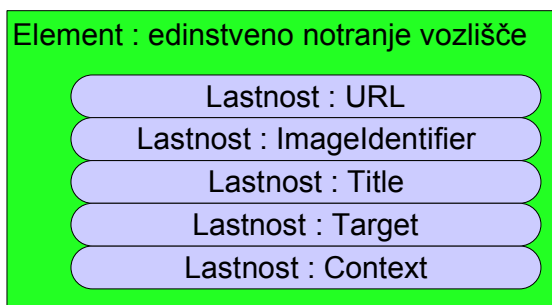 Element : edinstveno notranje vozlišče
Lastnost : URL
Lastnost : ImageIdentifier
Lastnost : Title
Lastnost : Target
Lastnost : Context